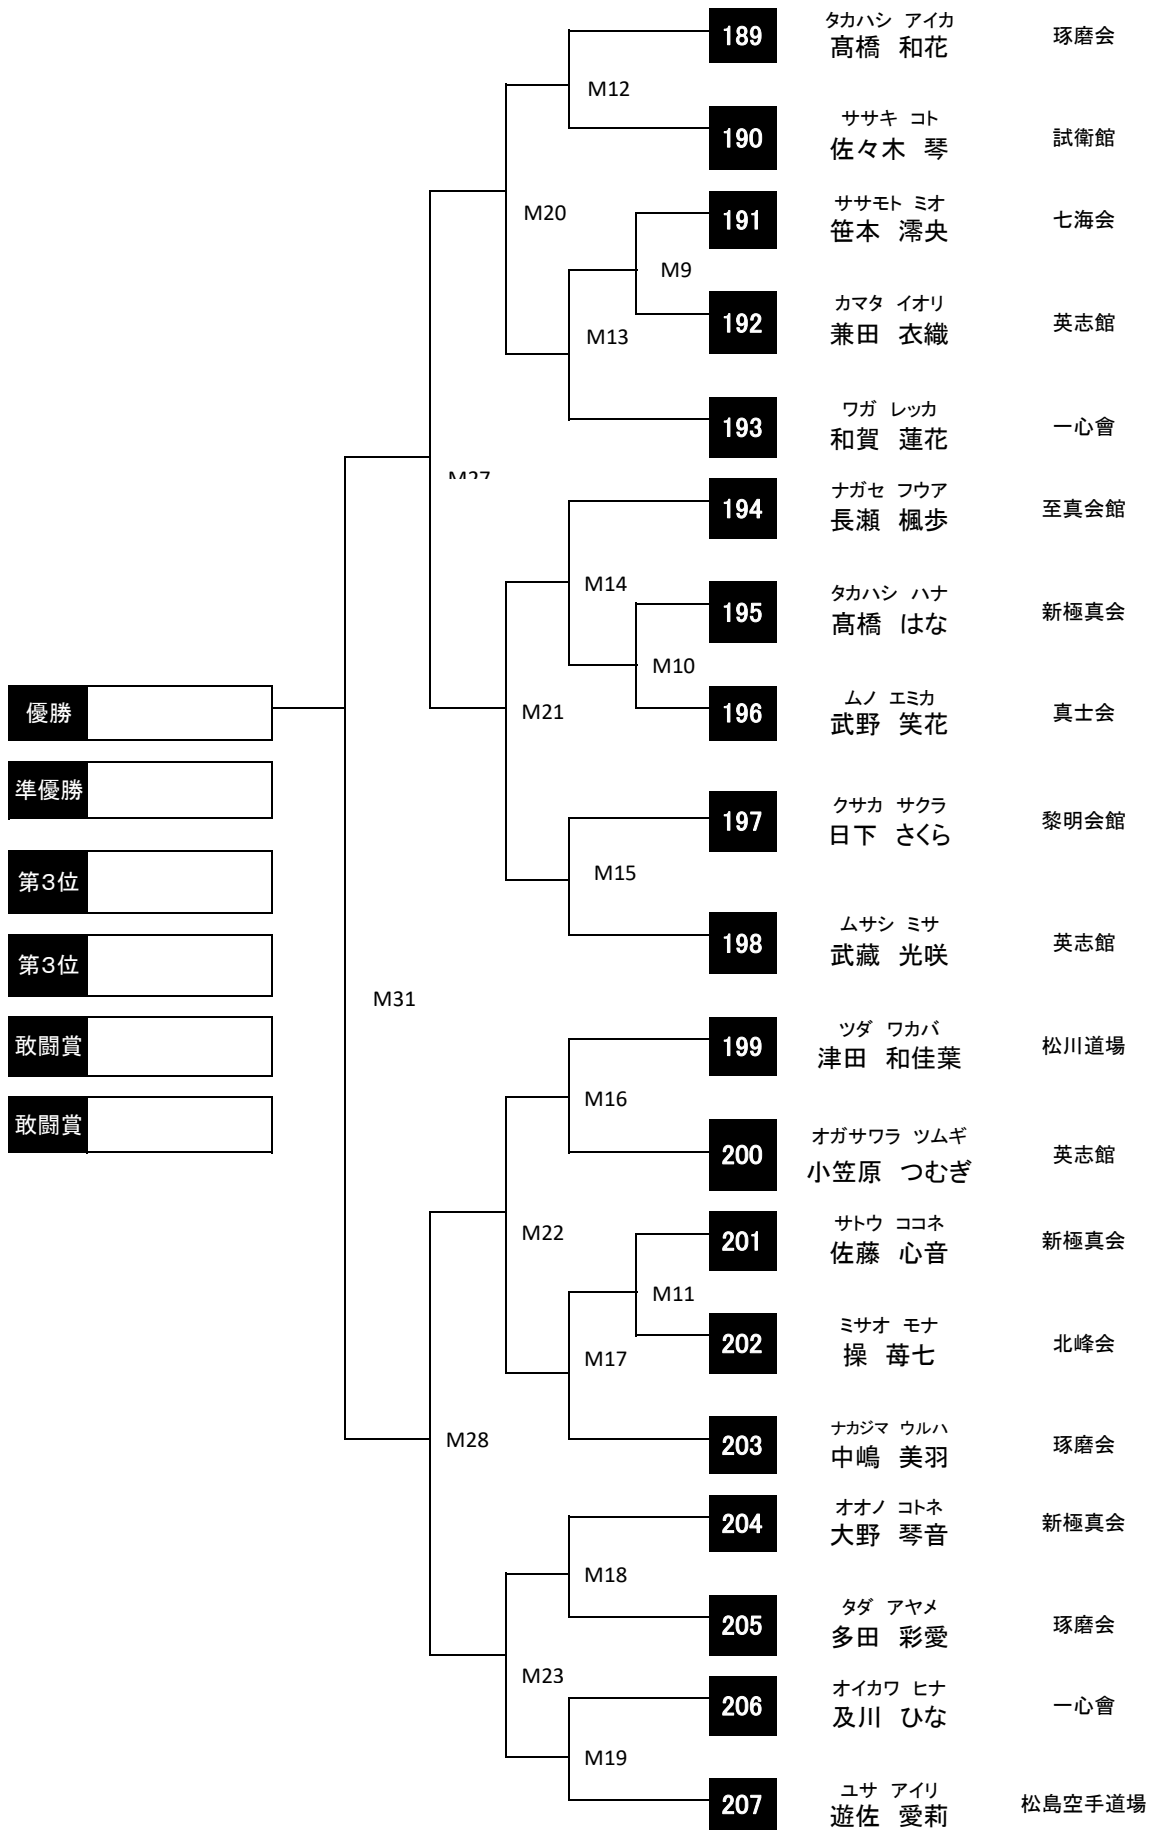 タカハシ アイカ
189 髙橋 和花 琢磨会
M12
ササキ コト
190 佐々木 琴 試衛館
M20
ササモト ミオ
191 笹本 澪央 七海会
M9
カマタ イオリ
192 兼田 衣織 英志館
M13
ワガ レッカ
193 和賀 蓮花 一心會
M27
ナガセ フウア
194 長瀬 楓歩 至真会館
M14
タカハシ ハナ
195 髙橋 はな 新極真会
M10
ムノ エミカ
196 武野 笑花 真士会
M21
優勝
準優勝
クサカ サクラ
197 日下 さくら 黎明会館
M15
第3位
ムサシ ミサ
198 武藏 光咲 英志館
第3位
M31
ツダ ワカバ
199 津田 和佳葉 松川道場
敢闘賞
M16
敢闘賞
オガサワラ ツムギ
200 小笠原 つむぎ 英志館
M22
サトウ ココネ
201 佐藤 心音 新極真会
M11
ミサオ モナ
202 操 苺七 北峰会
M17
M28
ナカジマ ウルハ
203 中嶋 美羽 琢磨会
オオノ コトネ
204 大野 琴音 新極真会
M18
タダ アヤメ
205 多田 彩愛 琢磨会
M23
オイカワ ヒナ
206 及川 ひな 一心會
M19
ユサ アイリ
207 遊佐 愛莉 松島空手道場